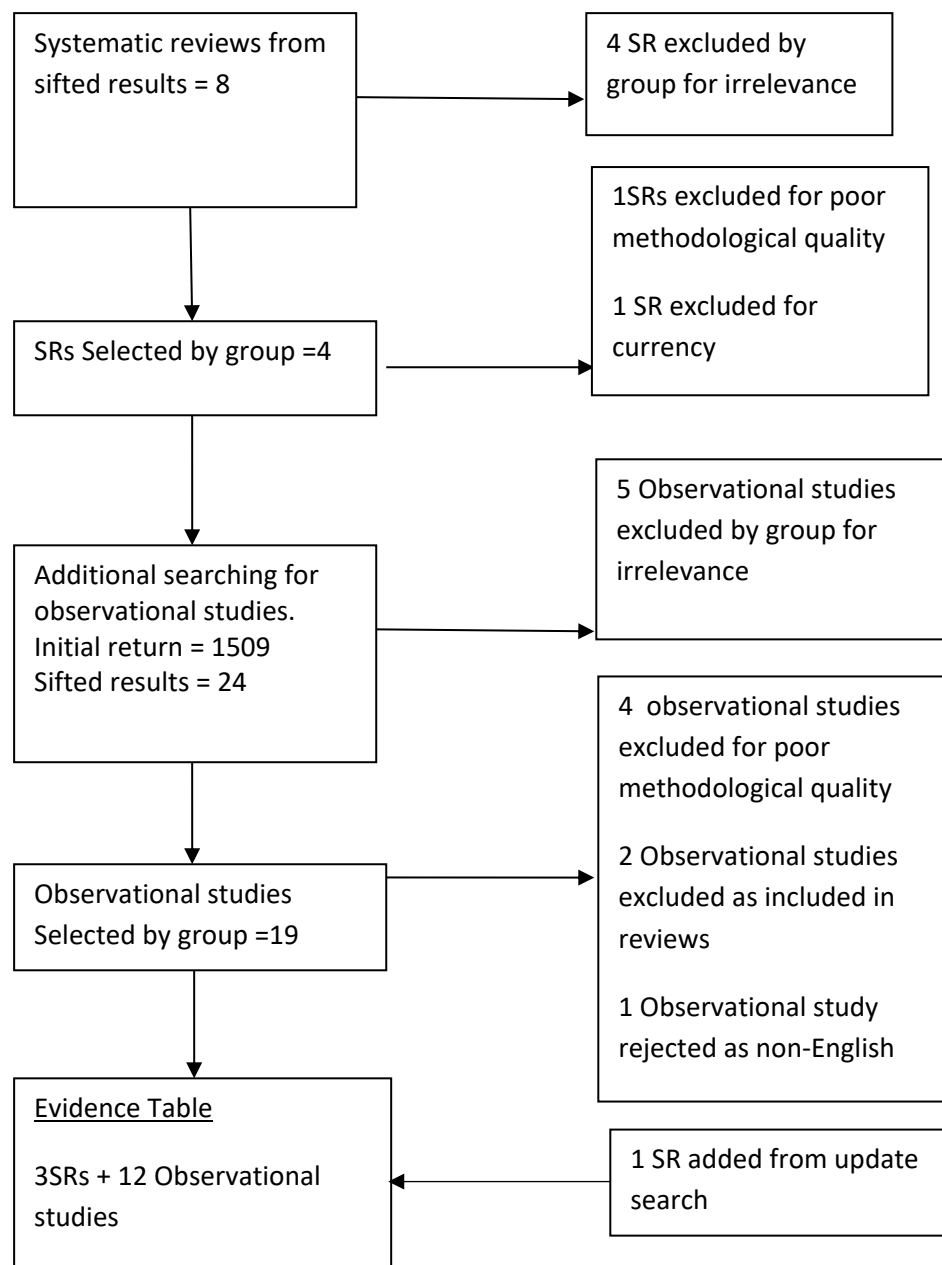 Systematic reviews from
sifted results = 8
4 SR excluded by
group for irrelevance
1SRs excluded for poor
methodological quality
1 SR excluded for
currency
SRs Selected by group =4
5 Observational studies
excluded by group for
irrelevance
Additional searching for
observational studies.
Initial return = 1509
Sifted results = 24
4  observational studies
excluded for poor
methodological quality
2 Observational studies
excluded as included in
reviews
1 Observational study
rejected as non-English
Observational studies
Selected by group =19
Evidence Table
3SRs + 12 Observational
studies
1 SR added from update
search